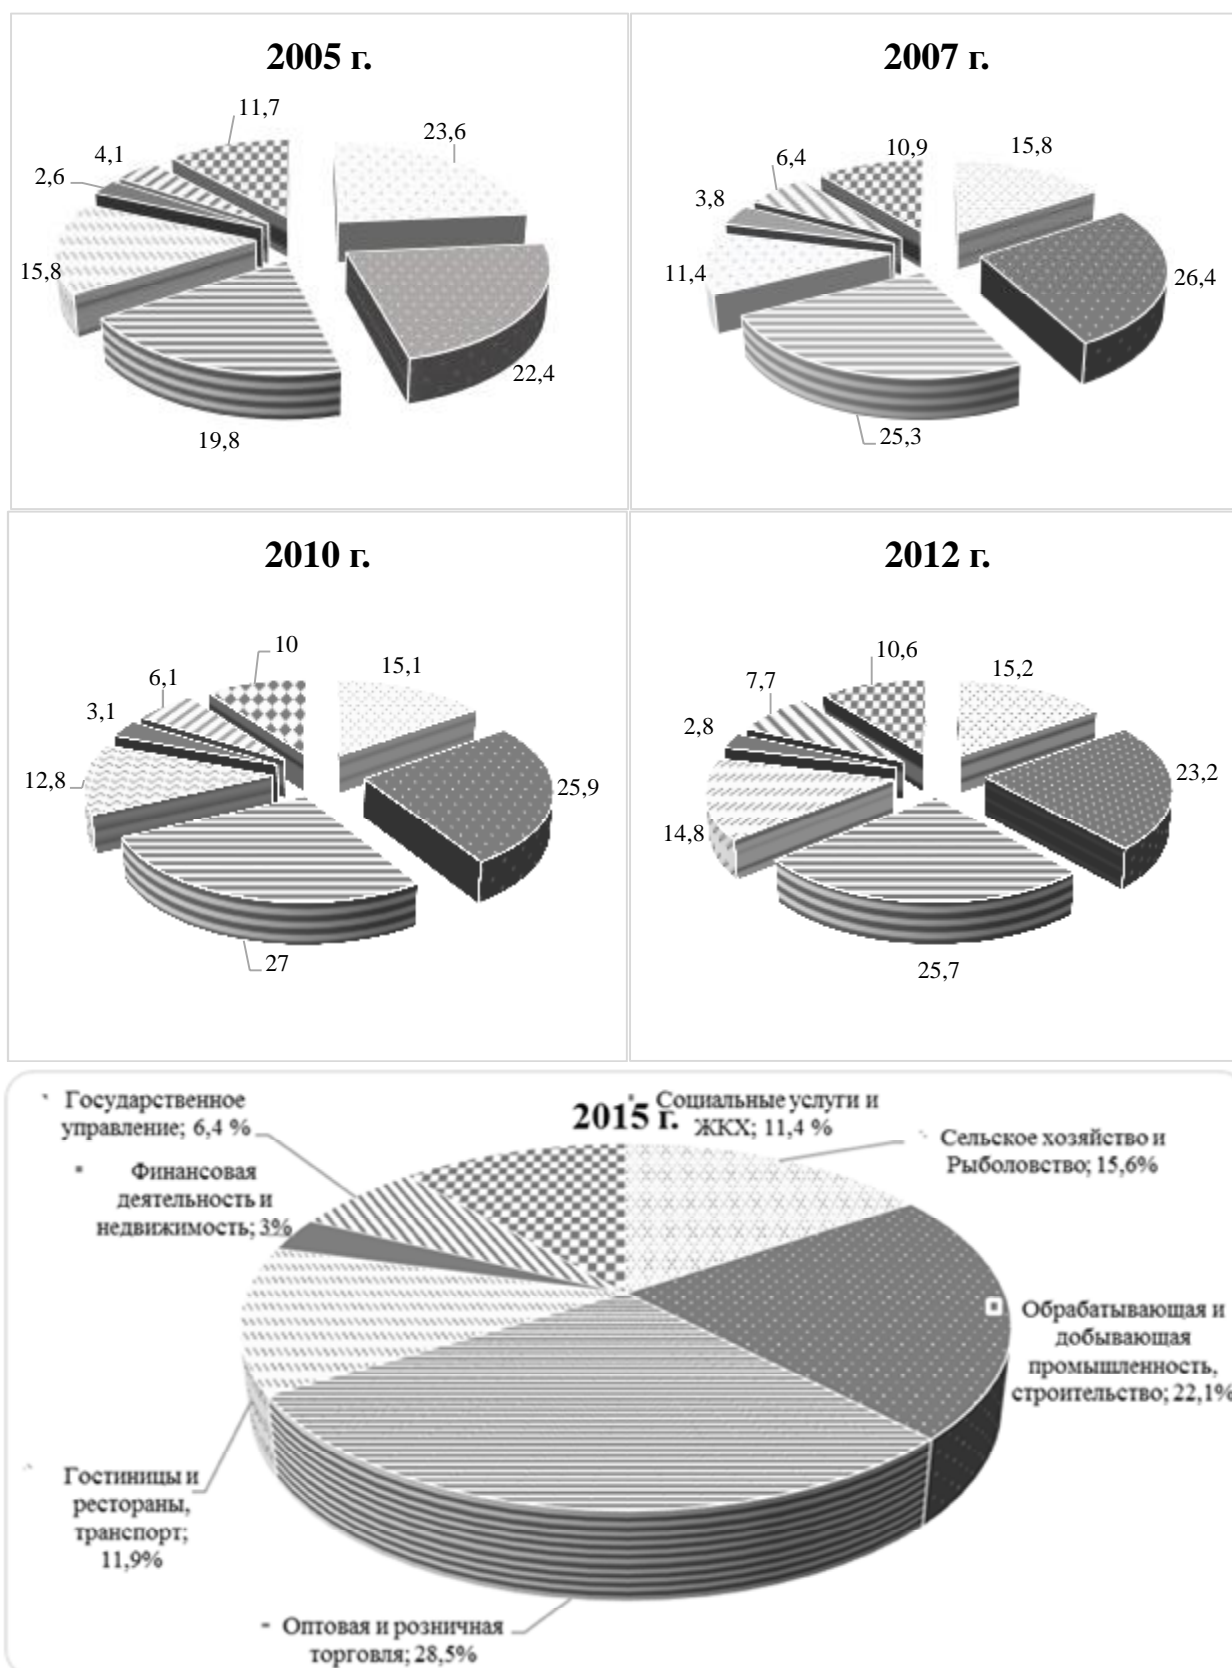 2005 г.
11,7
23,6
4,1
2,6
15,8
22,4
19,8
2007 г.
10,9
15,8
6,4
3,8
11,4
26,4
25,3
2010 г.
10
15,1
6,1
3,1
12,8
25,9
27
2012 г.
10,6
15,2
7,7
2,8
23,2
14,8
25,7
2015 г.
Государственное
управление; 6,4 %
Социальные услуги и
ЖКХ; 11,4 %
Сельское хозяйство и
Рыболовство; 15,6%
Финансовая
деятельность и
недвижимость; 3%
Обрабатывающая и
добывающая
промышленность,
строительство; 22,1%
Гостиницы и
рестораны,
транспорт;
11,9%
Оптовая и розничная
торговля; 28,5%